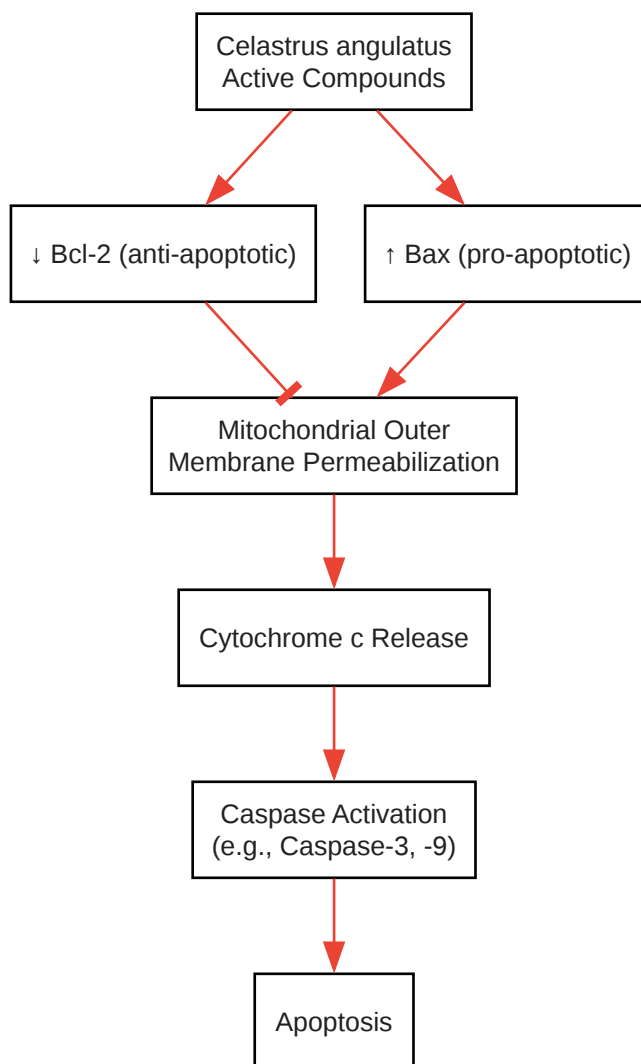 Celastrus angulatus
Active Compounds
↓ Bcl-2 (anti-apoptotic)
↑ Bax (pro-apoptotic)
Mitochondrial Outer
Membrane Permeabilization
Cytochrome c Release
Caspase Activation
(e.g., Caspase-3, -9)
Apoptosis